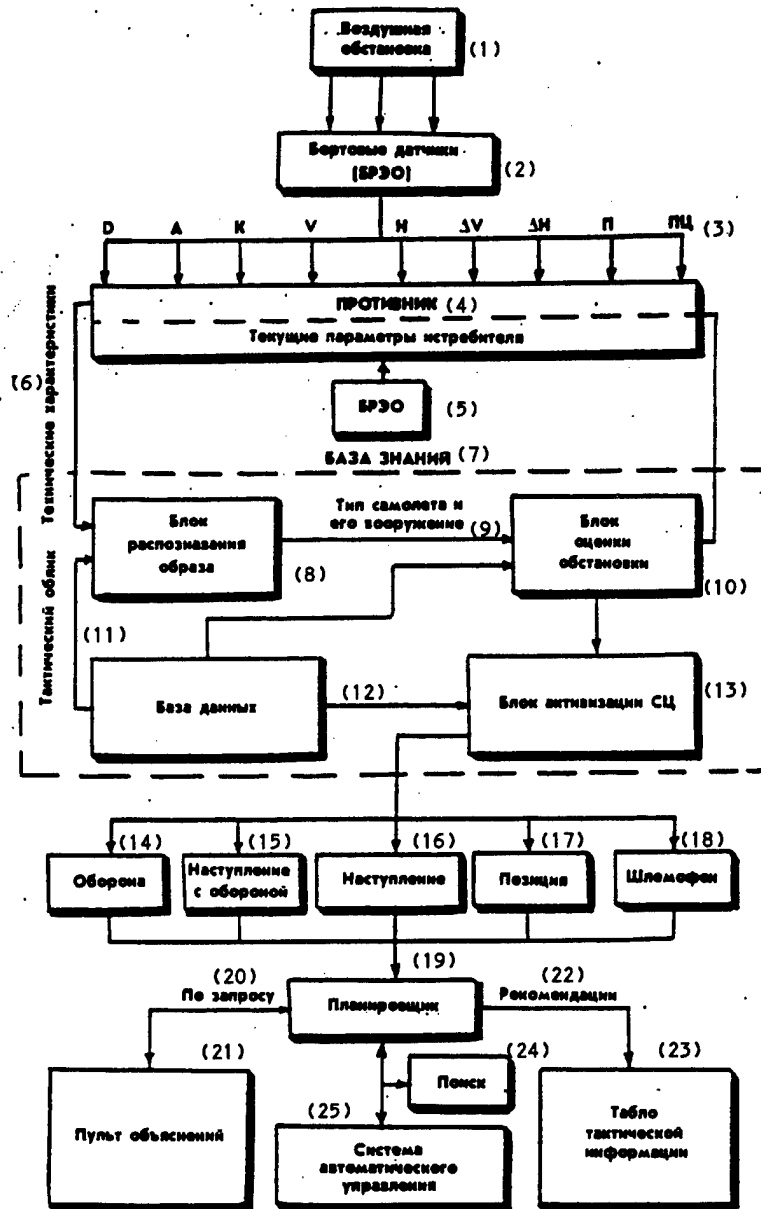 Воздушная
обстановка
(1)
Бортовые датчики
(БРЭО)
(2)
D A K V H ΔV ΔH П ПЦ (3)
ПРОТИВНИК (4)
Текущие параметры истребителя
Технические характеристики
(6)
БРЭО
(5)
БАЗА ЗНАНИЙ (7)
Блок
распознавания
образа
(8)
Тип самолета и
его вооружение
(9)
Блок
оценки
обстановки
(10)
Тактический облик
(11)
База данных
(12)
Блок активизации СЦ
(13)
(14)
Оборона
(15)
Наступление
с обороной
(16)
Наступление
(17)
Позиция
(18)
Шлемофон
(19)
(20)
По запросу
Планировщик
(22)
Рекомендации
(21)
Пульт объяснений
(24)
Поиск
(23)
Табло
тактической
информации
(25)
Система
автоматического
управления